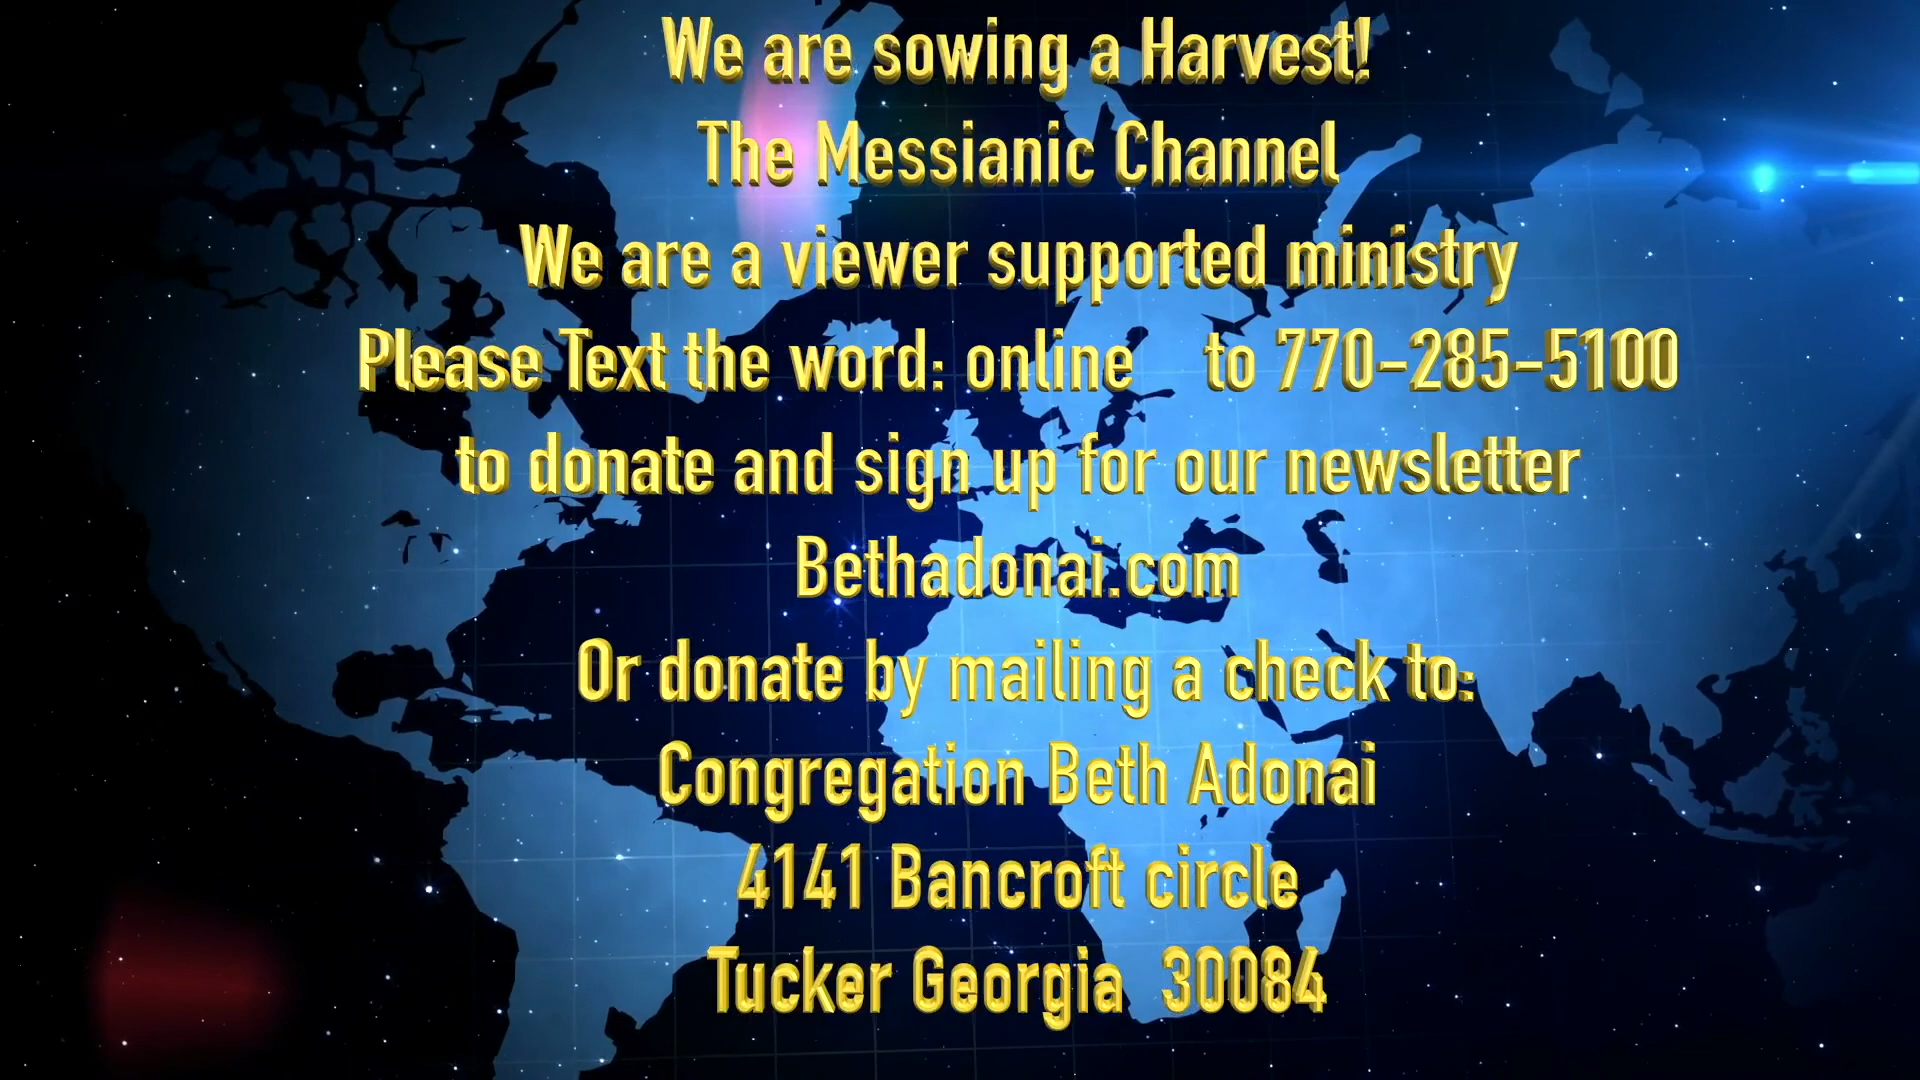 We are sowing a Harvest!
The Messianic Channel
We are a viewer supported ministry
Please Text the word: online to 770-285-5100
to donate and sign up for our newsletter
Bethadonai.com
Or donate by mailing a check to:
Congregation Beth Adonai
4141 Bancroft circle
Tucker Georgia 30084